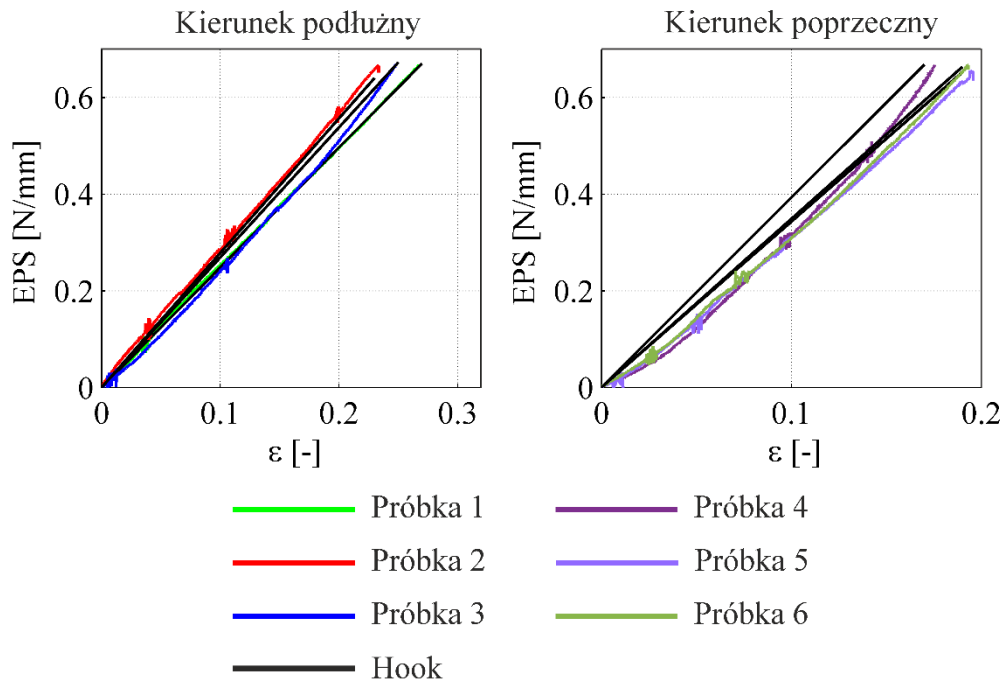 Kierunek podłużny
Kierunek poprzeczny
EPS [N/mm]
0.6
0.4
0.2
0
0
0.1
0.2
0.3
ε [-]
EPS [N/mm]
0.6
0.4
0.2
0
0
0.1
0.2
ε [-]
Próbka 1
Próbka 4
Próbka 2
Próbka 5
Próbka 3
Próbka 6
Hook